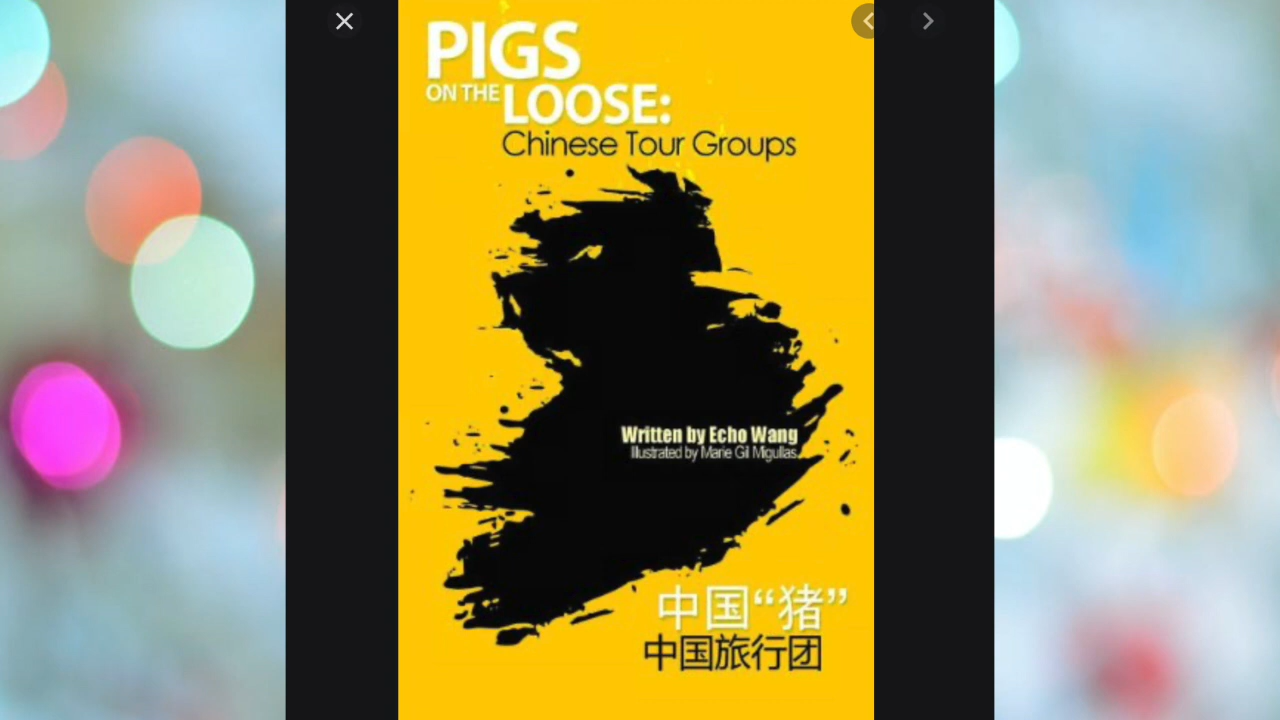 PIGS
ON THE LOOSE:
Chinese Tour Groups
Written by Echo Wang
Illustrated by Marie Gil Migullas
中国“猪”
中国旅行团